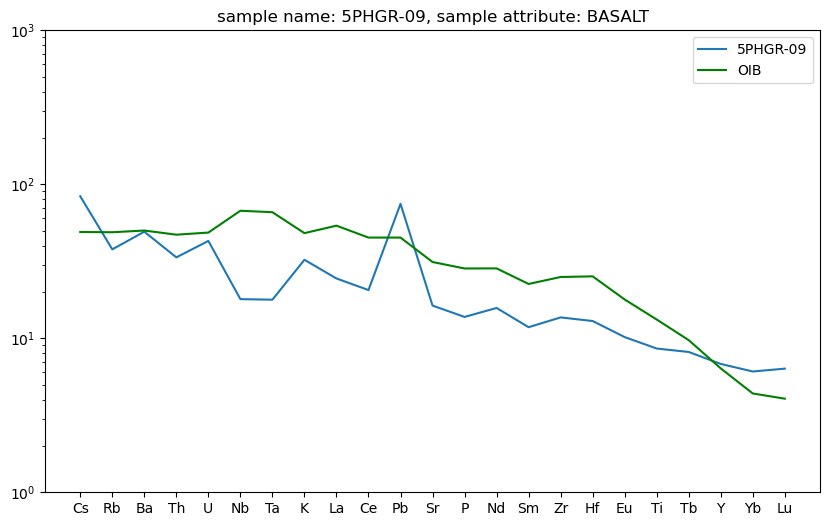 sample name: 5PHGR-09, sample attribute: BASALT
5PHGR-09
OIB
10³
10²
10¹
10⁰
Cs Rb Ba Th U Nb Ta K La Ce Pb Sr P Nd Sm Zr Hf Eu Ti Tb Y Yb Lu